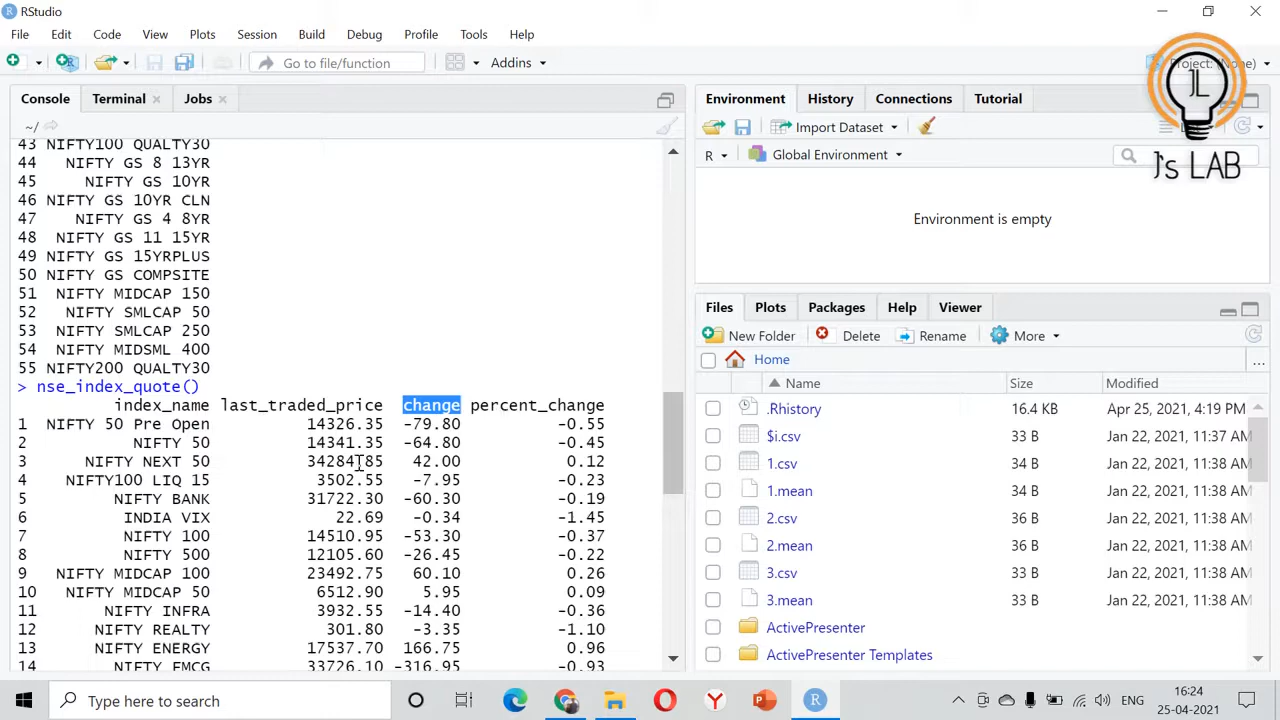 RStudio
File Edit Code View Plots Session Build Debug Profile Tools Help
Go to file/function Addins Project: (None)
Console Terminal Jobs
~/
43 NIFTY100 QUALTY30
44 NIFTY GS 8 13YR
45 NIFTY GS 10YR
46 NIFTY GS 10YR CLN
47 NIFTY GS 4 8YR
48 NIFTY GS 11 15YR
49 NIFTY GS 15YRPLUS
50 NIFTY GS COMPSITE
51 NIFTY MIDCAP 150
52 NIFTY SMLCAP 50
53 NIFTY SMLCAP 250
54 NIFTY MIDSML 400
55 NIFTY200 QUALTY30
> nse_index_quote()
index_name last_traded_price change percent_change
1 NIFTY 50 Pre Open 14326.35 -79.80 -0.55
2 NIFTY 50 14341.35 -64.80 -0.45
3 NIFTY NEXT 50 34284.85 42.00 0.12
4 NIFTY100 LIQ 15 3502.55 -7.95 -0.23
5 NIFTY BANK 31722.30 -60.30 -0.19
6 INDIA VIX 22.69 -0.34 -1.45
7 NIFTY 100 14510.95 -53.30 -0.37
8 NIFTY 500 12105.60 -26.45 -0.22
9 NIFTY MIDCAP 100 23492.75 60.10 0.26
10 NIFTY MIDCAP 50 6512.90 5.95 0.09
11 NIFTY INFRA 3932.55 -14.40 -0.36
12 NIFTY REALTY 301.80 -3.35 -1.10
13 NIFTY ENERGY 17537.70 166.75 0.96
14 NIFTY FMCG 33726.10 -316.95 -0.93
Environment History Connections Tutorial
Import Dataset
R Global Environment
Environment is empty
JL
J's LAB
Files Plots Packages Help Viewer
New Folder Delete Rename More
Home ...
Name Size Modified
.Rhistory 16.4 KB Apr 25, 2021, 4:19 PM
$i.csv 33 B Jan 22, 2021, 11:37 AM
1.csv 34 B Jan 22, 2021, 11:38 AM
1.mean 34 B Jan 22, 2021, 11:38 AM
2.csv 36 B Jan 22, 2021, 11:38 AM
2.mean 36 B Jan 22, 2021, 11:38 AM
3.csv 33 B Jan 22, 2021, 11:38 AM
3.mean 33 B Jan 22, 2021, 11:38 AM
ActivePresenter
ActivePresenter Templates
Type here to search
ENG
16:24
25-04-2021